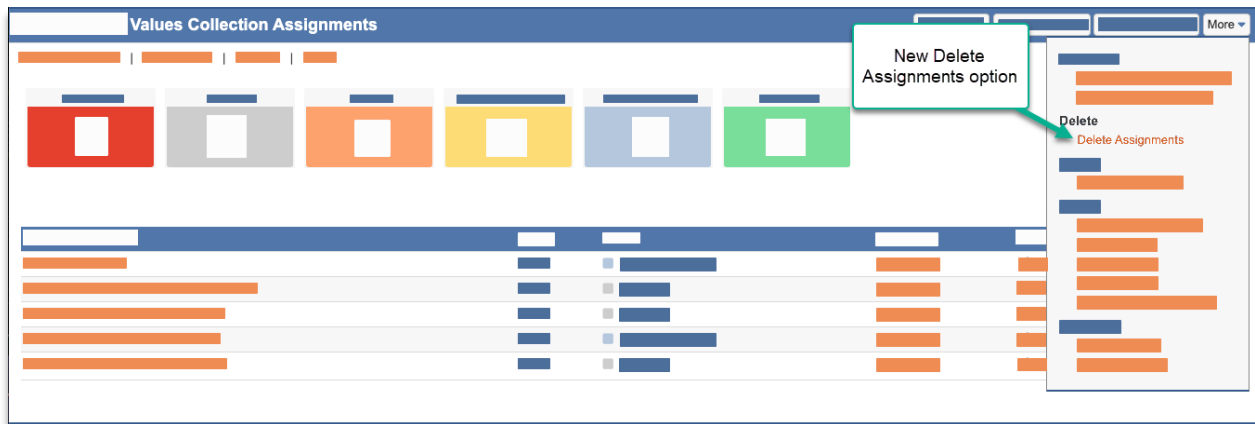 Values Collection Assignments
More
New Delete
Assignments option
Delete
Delete Assignments